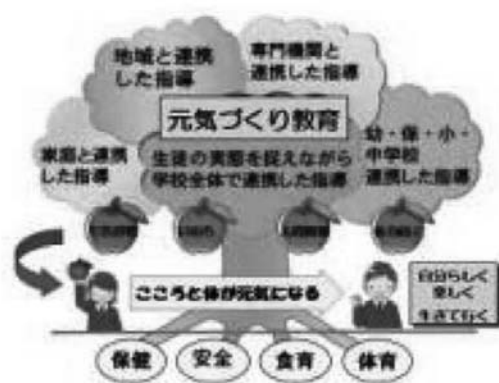 地域と連携
した指導
専門機関と
連携した指導
元気づくり教育
家庭と連携
した指導
生徒の実態を捉えながら
学校全体で連携した指導
幼・保・小・
中学校
連携した指導
こころと体が元気になる
自分らしく
楽しく
生きて行く
保健
安全
食育
体育